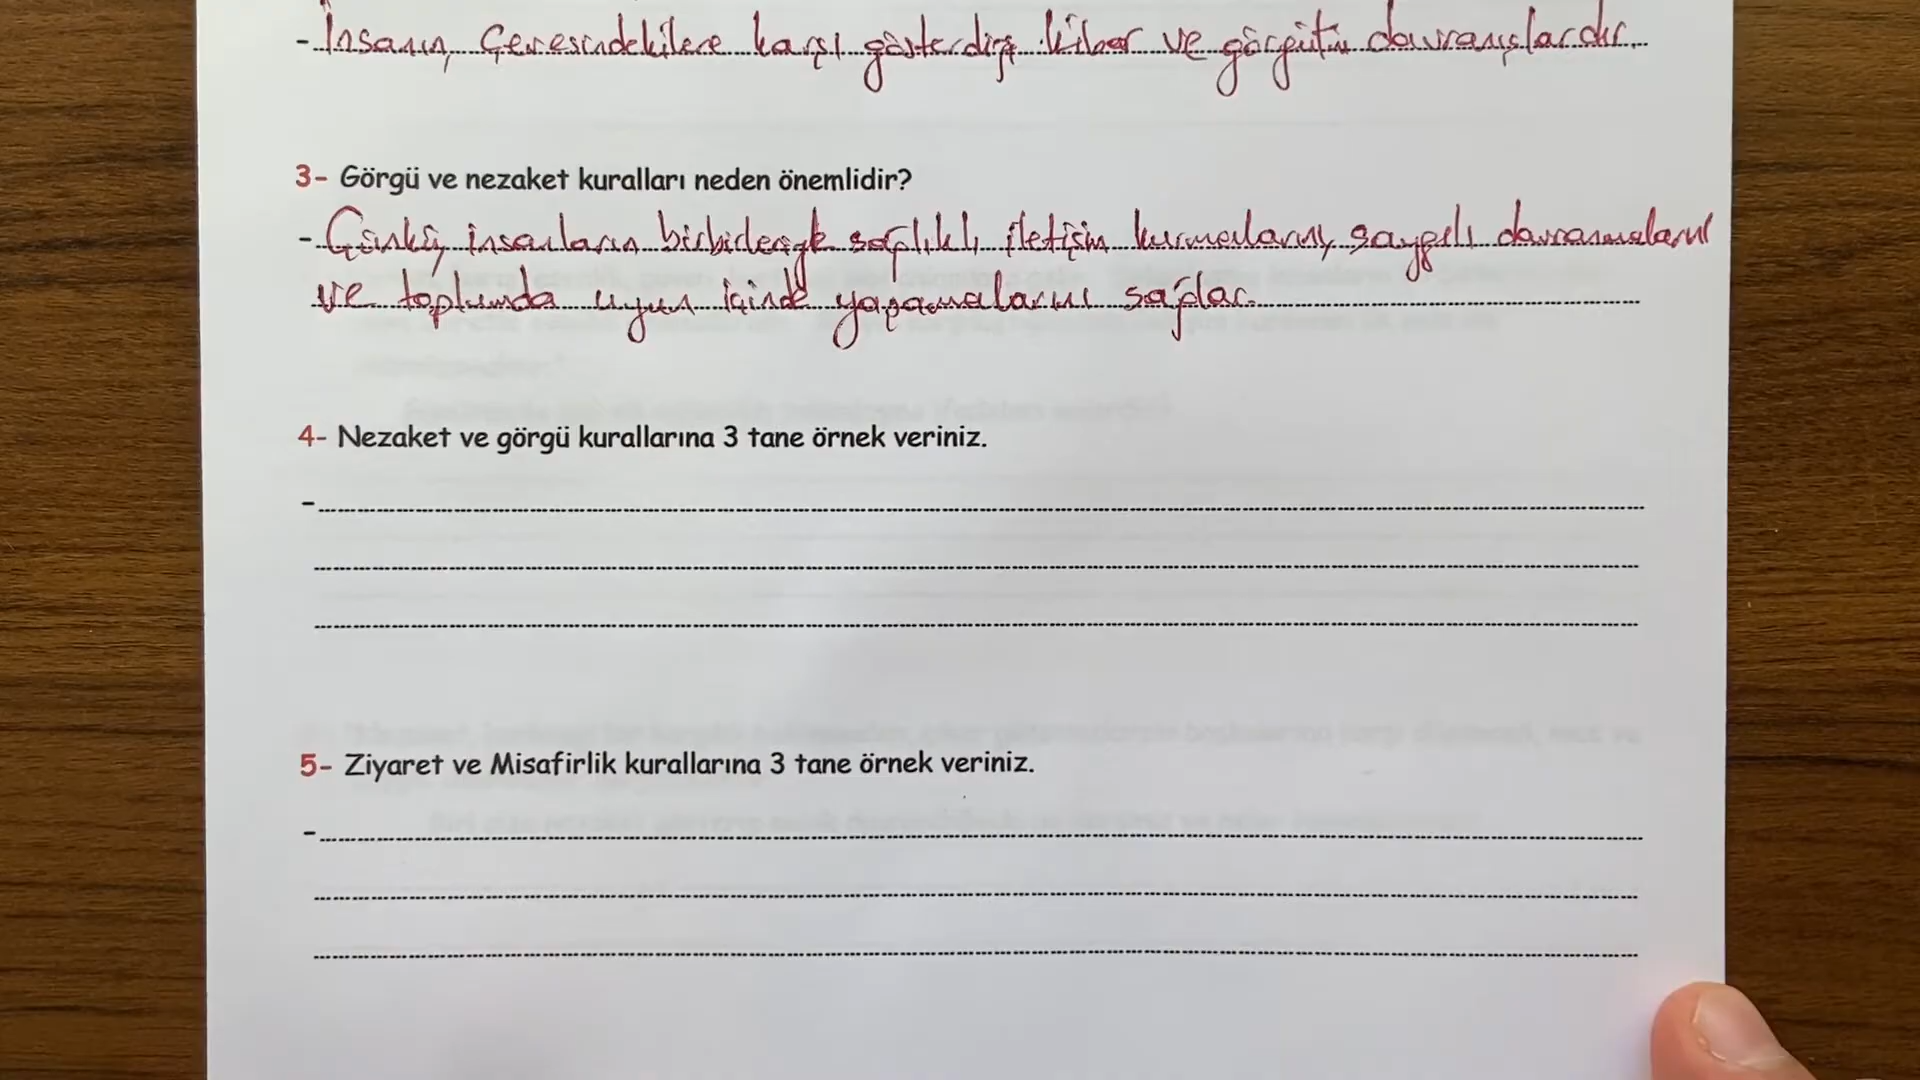 - İnsanın, çevresindekilere karşı gösterdiği kibar ve görgülü davranışlardır.
3- Görgü ve nezaket kuralları neden önemlidir?
- Çünkü, insanların birbirleriyle sağlıklı iletişim kurmalarını, saygılı davranmalarını
ve toplumda uyum içinde yaşamalarını sağlar.
4- Nezaket ve görgü kurallarına 3 tane örnek veriniz.
-
5- Ziyaret ve Misafirlik kurallarına 3 tane örnek veriniz.
-